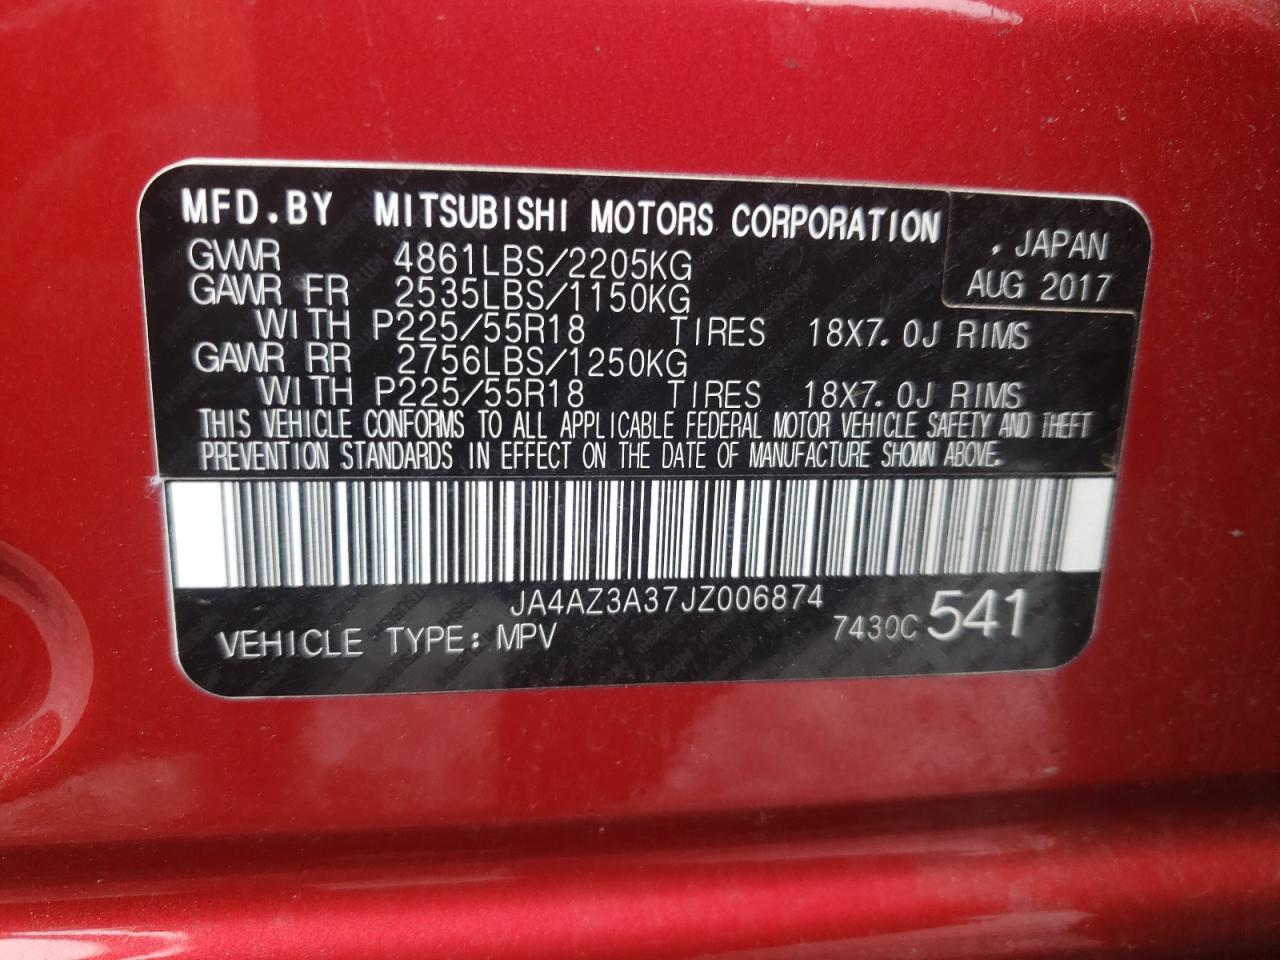 MFD.BY MITSUBISHI MOTORS CORPORATION
. JAPAN
AUG 2017
GVWR 4861LBS/2205KG
GAWR FR 2535LBS/1150KG
WITH P225/55R18 TIRES 18X7.0J RIMS
GAWR RR 2756LBS/1250KG
WITH P225/55R18 TIRES 18X7.0J RIMS
THIS VEHICLE CONFORMS TO ALL APPLICABLE FEDERAL MOTOR VEHICLE SAFETY AND THEFT
PREVENTION STANDARDS IN EFFECT ON THE DATE OF MANUFACTURE SHOWN ABOVE.
JA4AZ3A37JZ006874
VEHICLE TYPE: MPV 7430C 541